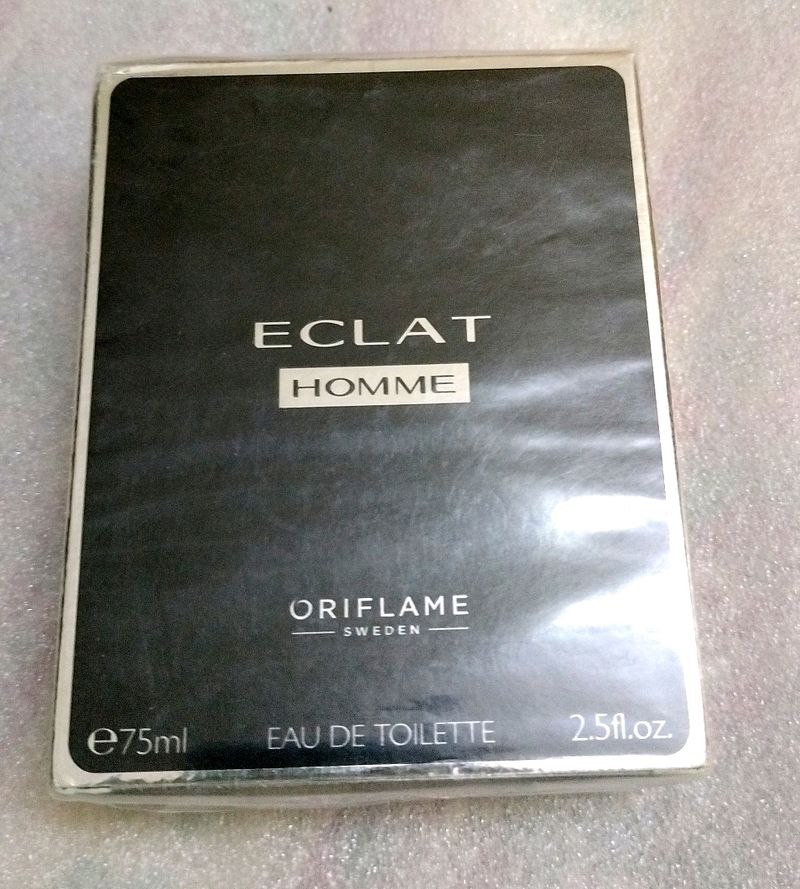 ECLAT
HOMME
ORIFLAME
SWEDEN
℮75ml EAU DE TOILETTE 2.5fl.oz.